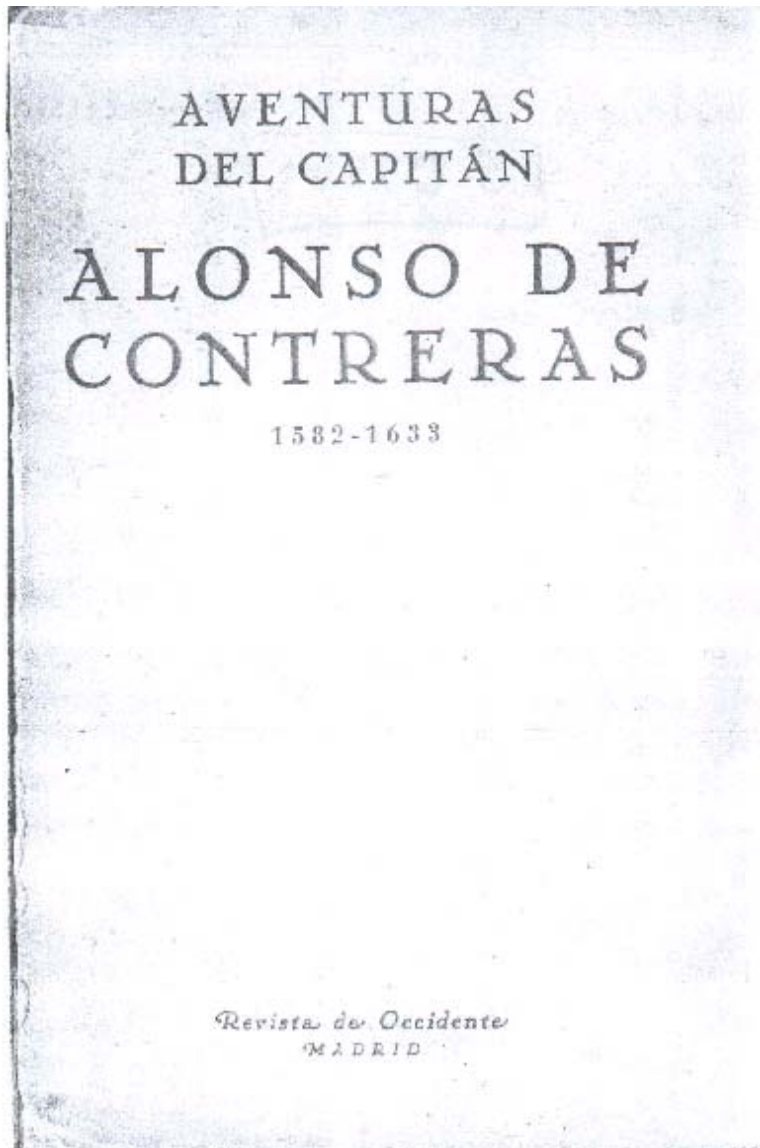 AVENTURAS
DEL CAPITÁN
ALONSO DE
CONTRERAS
1582-1633
Revista de Occidente
MADRID